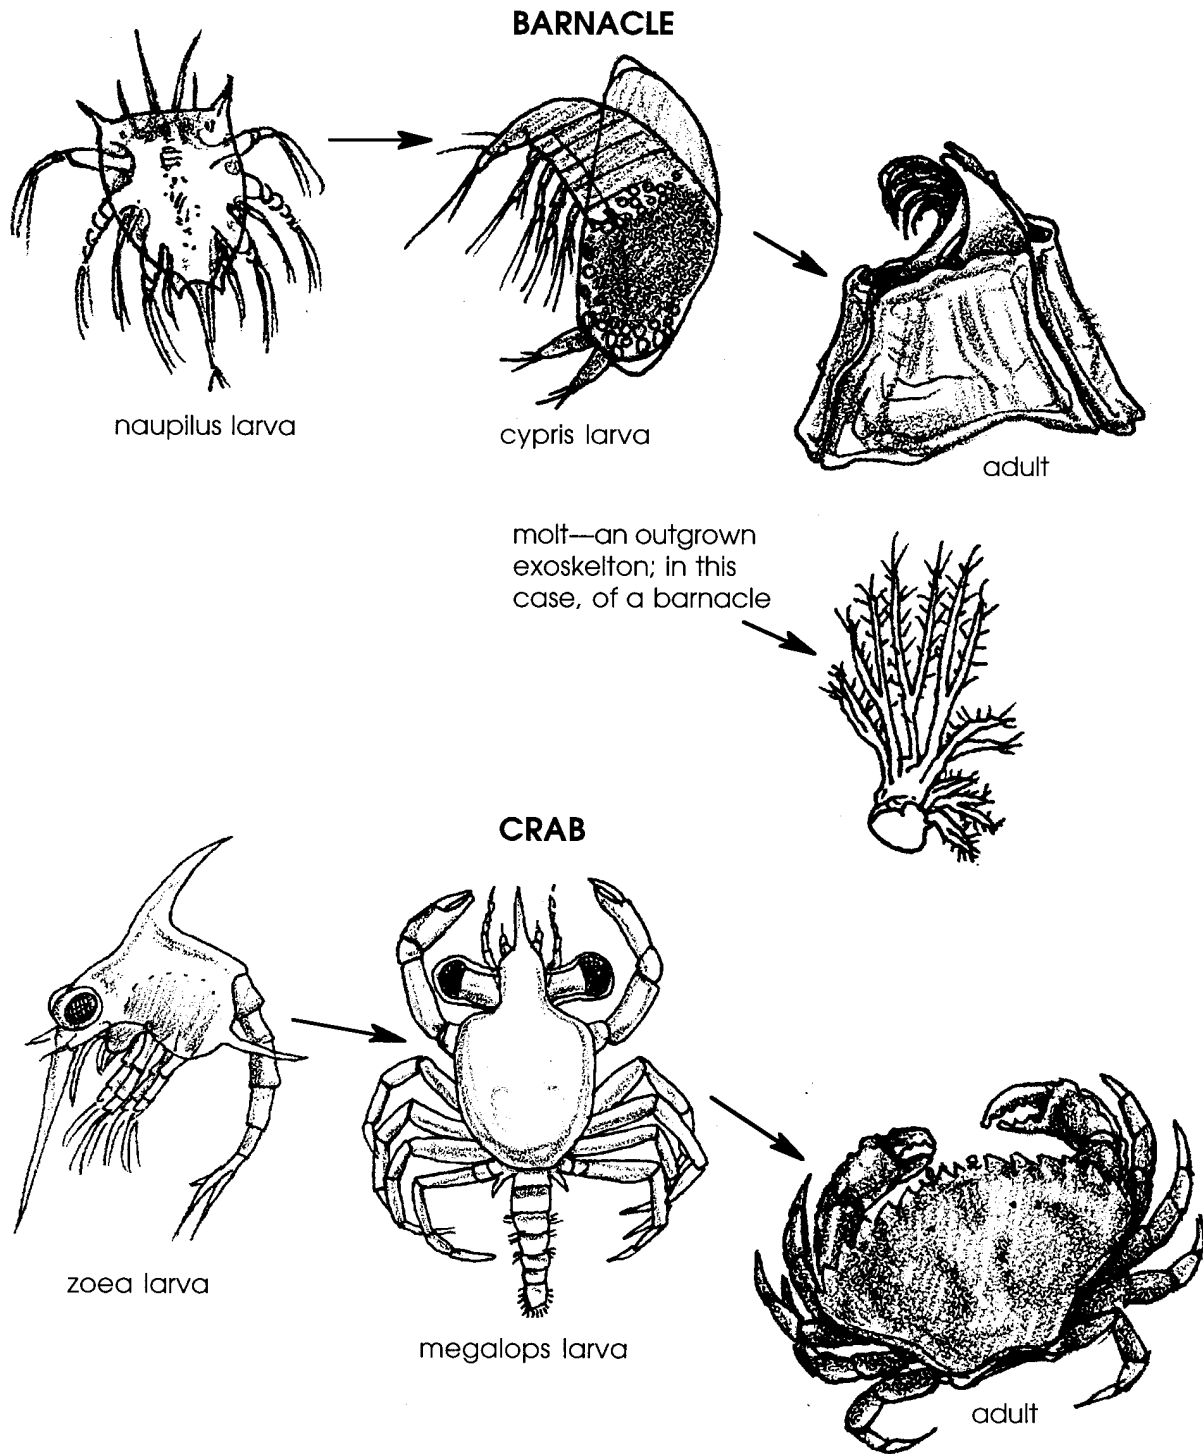 BARNACLE
naupilus larva
cypris larva
adult
molt—an outgrown
exoskelton; in this
case, of a barnacle
CRAB
zoea larva
megalops larva
adult